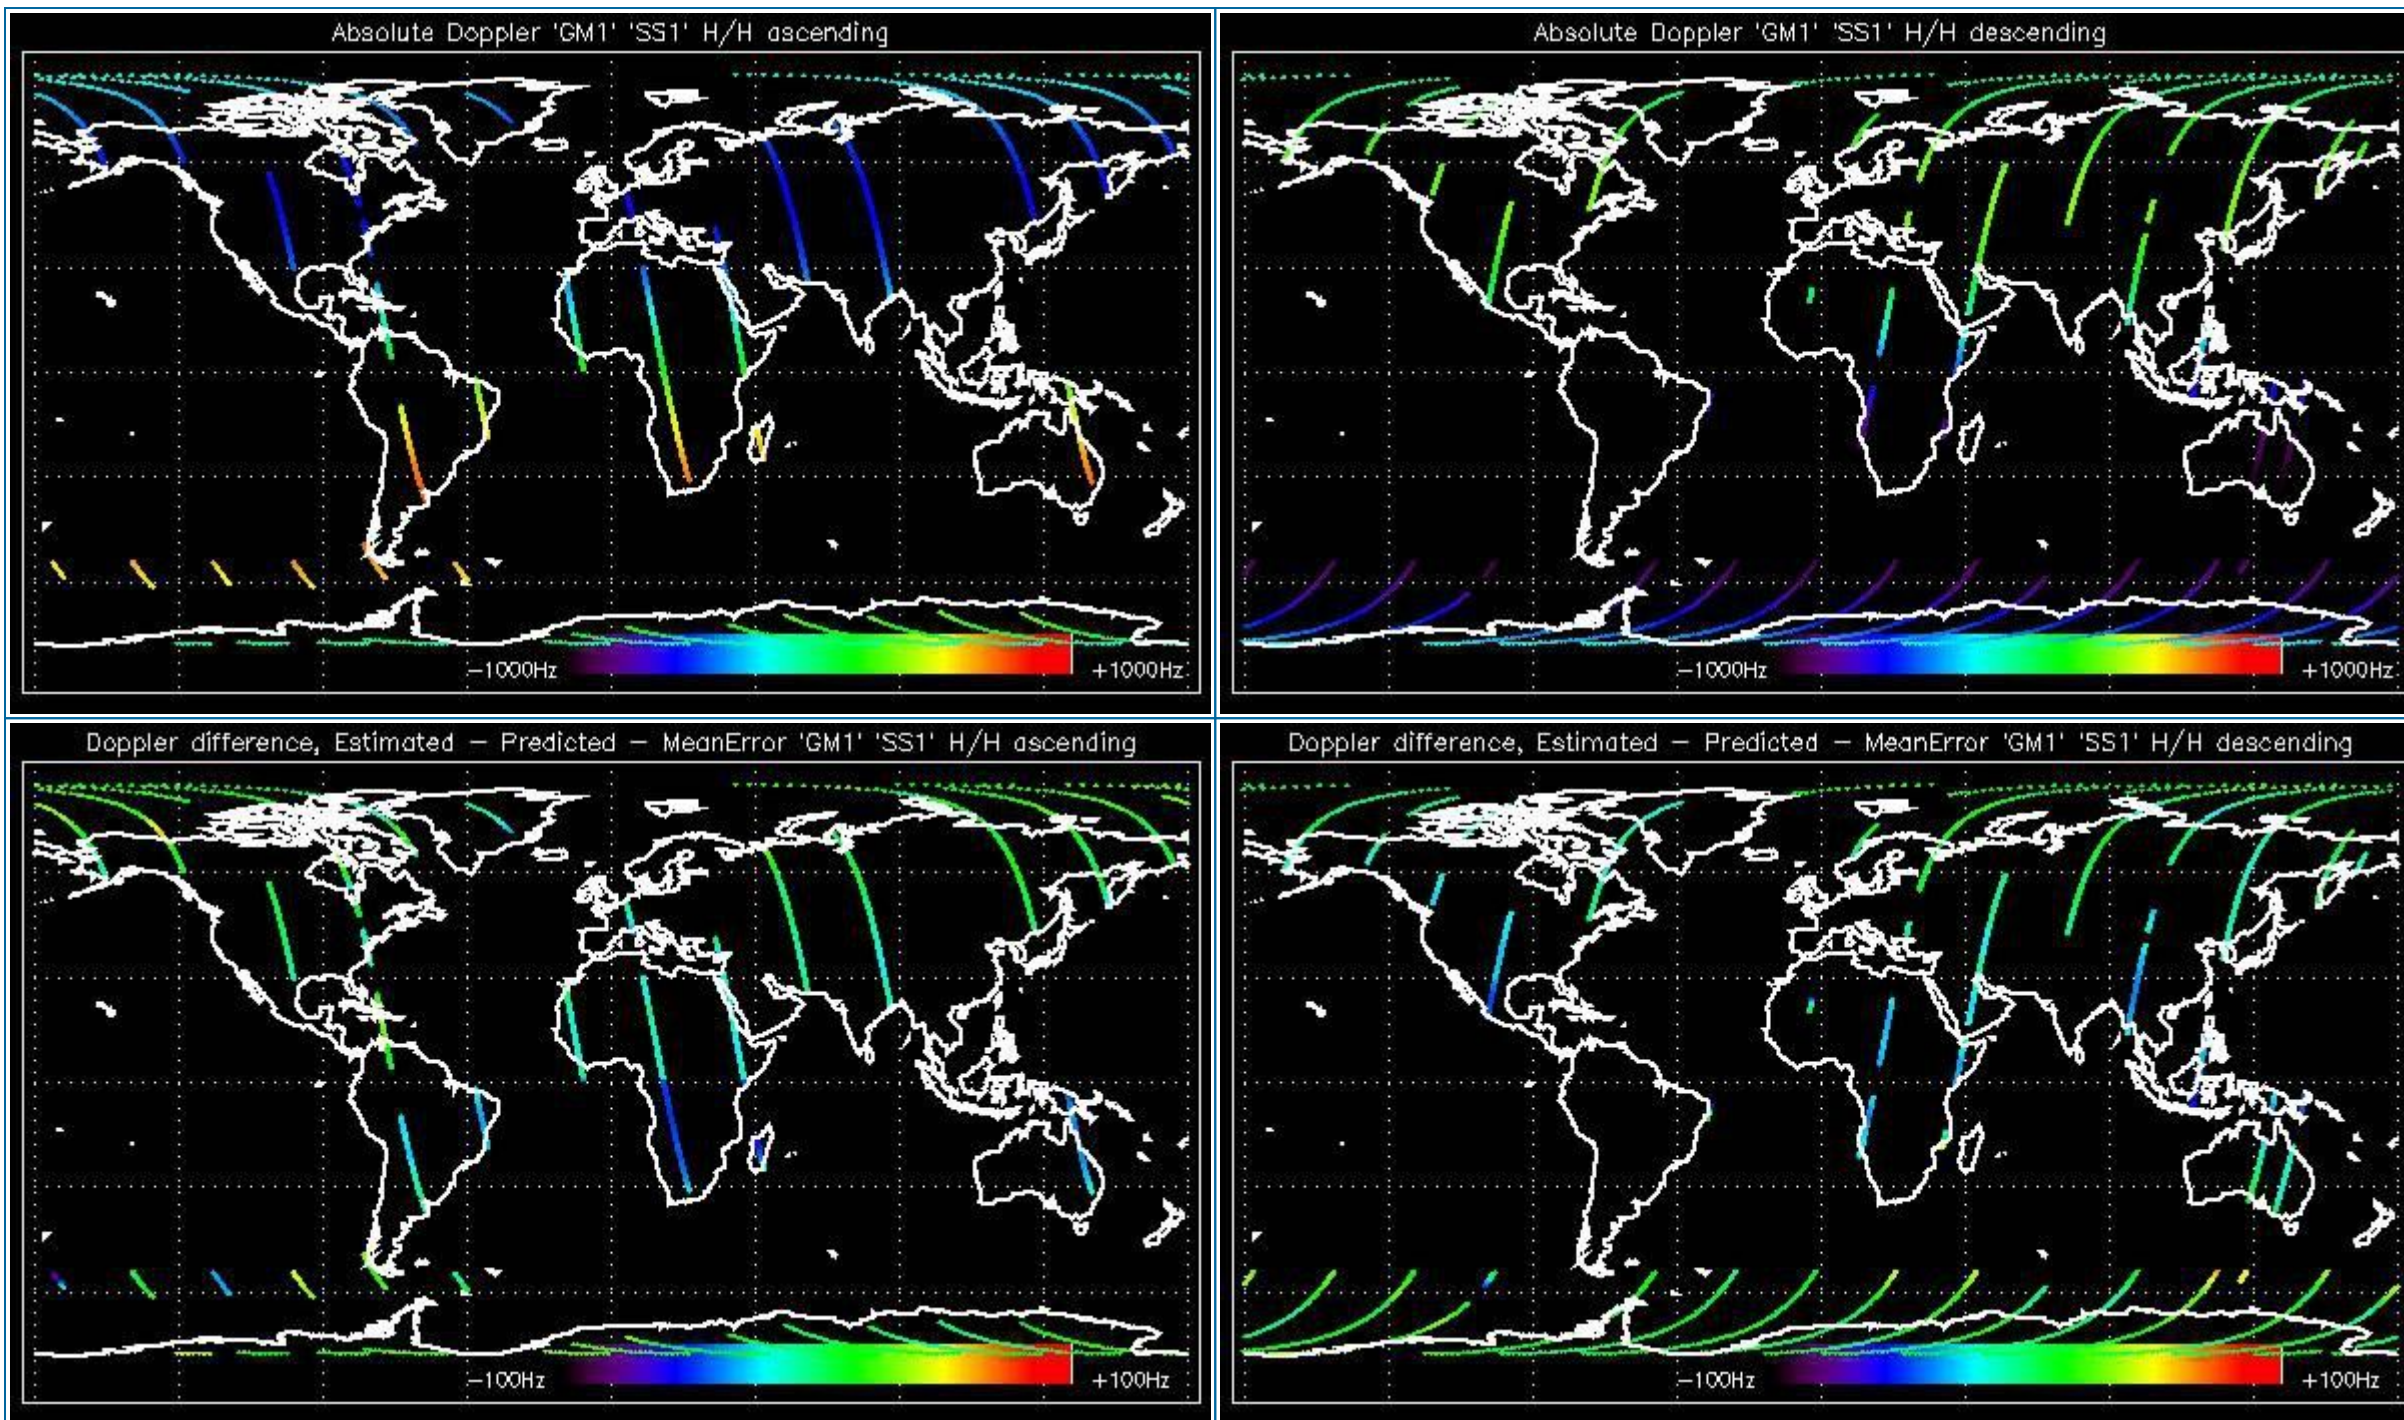 Absolute Doppler 'GM1' 'SS1' H/H ascending
-1000Hz
+1000Hz
Absolute Doppler 'GM1' 'SS1' H/H descending
-1000Hz
+1000Hz
Doppler difference, Estimated - Predicted - MeanError 'GM1' 'SS1' H/H ascending
-100Hz
+100Hz
Doppler difference, Estimated - Predicted - MeanError 'GM1' 'SS1' H/H descending
-100Hz
+100Hz